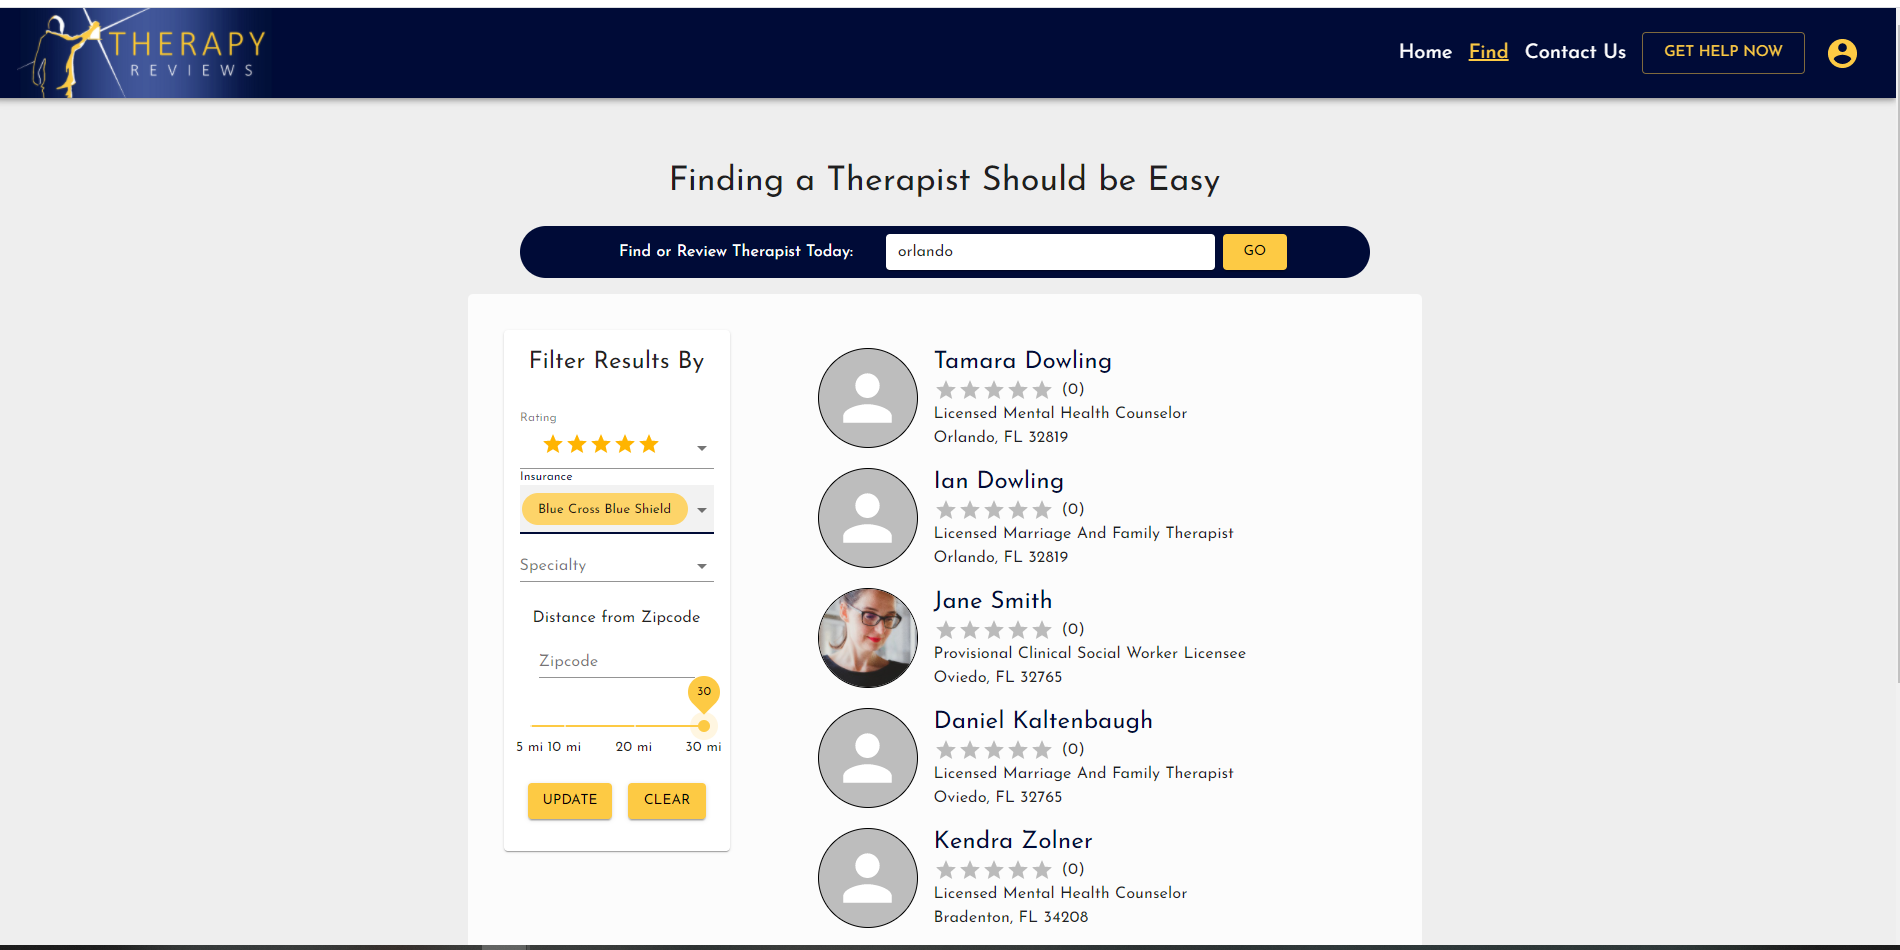 THERAPY
REVIEWS
Home Find Contact Us GET HELP NOW
Finding a Therapist Should be Easy
Find or Review Therapist Today: orlando GO
Filter Results By
Rating
Insurance
Blue Cross Blue Shield
Specialty
Distance from Zipcode
Zipcode
30
5 mi 10 mi 20 mi 30 mi
UPDATE CLEAR
Tamara Dowling
(0)
Licensed Mental Health Counselor
Orlando, FL 32819
Ian Dowling
(0)
Licensed Marriage And Family Therapist
Orlando, FL 32819
Jane Smith
(0)
Provisional Clinical Social Worker Licensee
Oviedo, FL 32765
Daniel Kaltenbaugh
(0)
Licensed Marriage And Family Therapist
Oviedo, FL 32765
Kendra Zolner
(0)
Licensed Mental Health Counselor
Bradenton, FL 34208